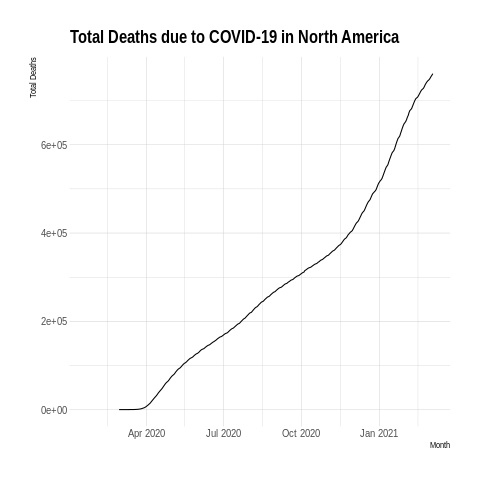 Total Deaths due to COVID-19 in North America
Total Deaths
6e+05
4e+05
2e+05
0e+00
Apr 2020 Jul 2020 Oct 2020 Jan 2021
Month